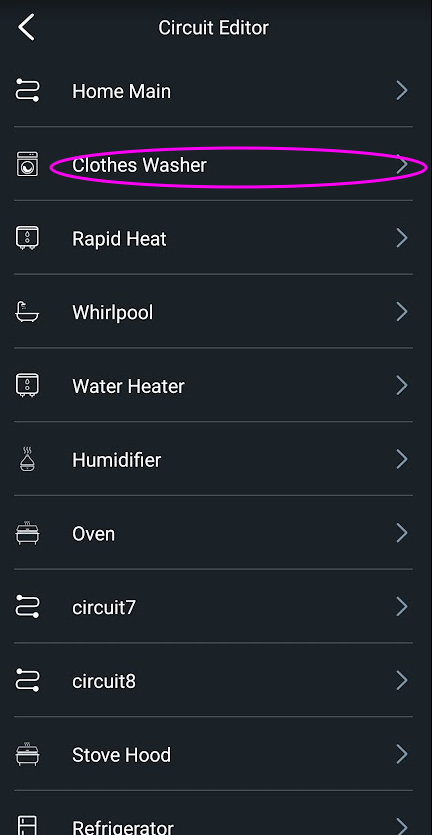 Circuit Editor
Home Main
Clothes Washer
Rapid Heat
Whirlpool
Water Heater
Humidifier
Oven
circuit7
circuit8
Stove Hood
Refrigerator